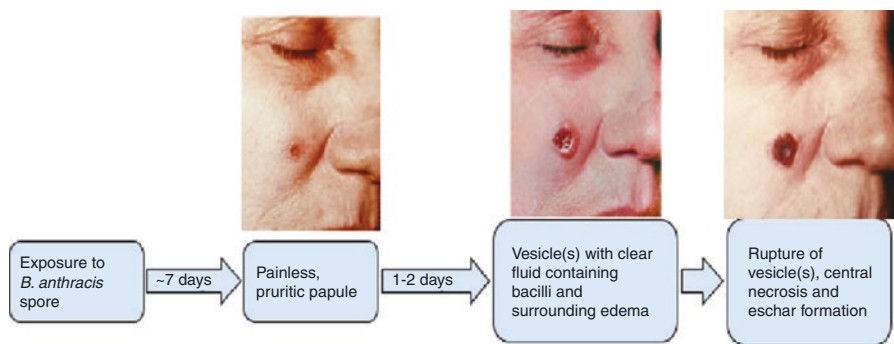 Exposure to
B. anthracis
spore
~7 days
Painless,
pruritic papule
1-2 days
Vesicle(s) with clear
fluid containing
bacilli and
surrounding edema
Rupture of
vesicle(s), central
necrosis and
eschar formation